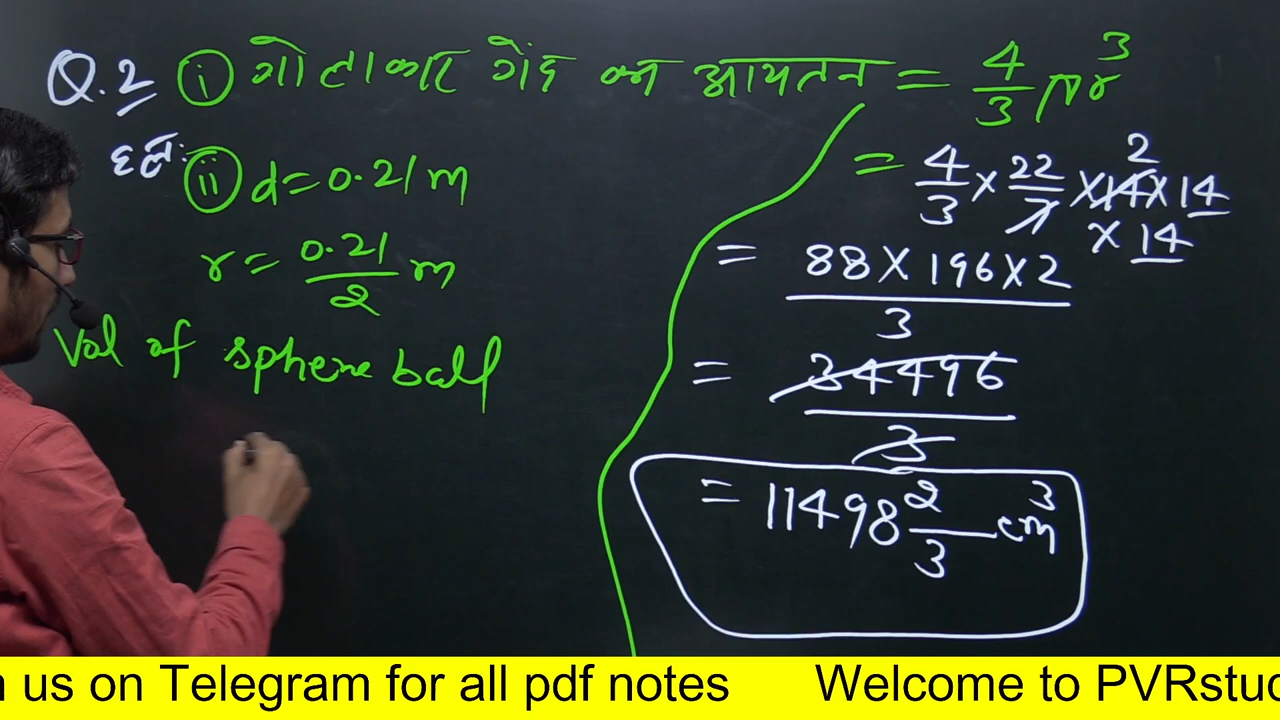 Q.2 i गोलाकार गेंद का आयतन = 4/3 πr³
हल:
ii d = 0.21 m
r = 0.21/2 m
Vol of sphere ball
= 4/3 × 22/7 × 14 × 14 × 14
2
= 88 × 196 × 2 / 3
= 34496 / 3
= 11498 2/3 cm³
us on Telegram for all pdf notes Welcome to PVRstu